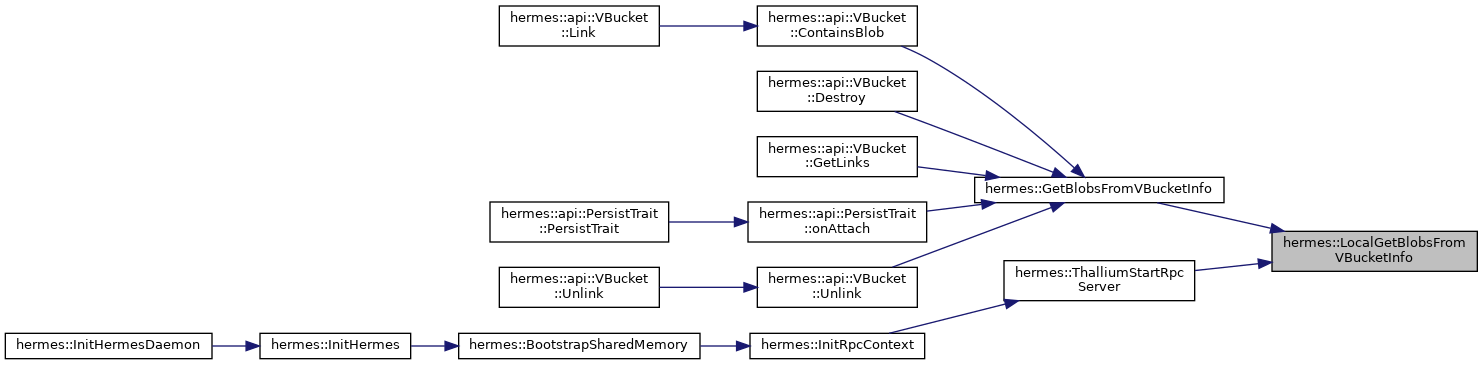 hermes::api::VBucket
::Link
hermes::api::VBucket
::ContainsBlob
hermes::api::VBucket
::Destroy
hermes::api::VBucket
::GetLinks
hermes::GetBlobsFromVBucketInfo
hermes::api::PersistTrait
::PersistTrait
hermes::api::PersistTrait
::onAttach
hermes::LocalGetBlobsFrom
VBucketInfo
hermes::api::VBucket
::Unlink
hermes::api::VBucket
::Unlink
hermes::ThalliumStartRpc
Server
hermes::InitHermesDaemon
hermes::InitHermes
hermes::BootstrapSharedMemory
hermes::InitRpcContext